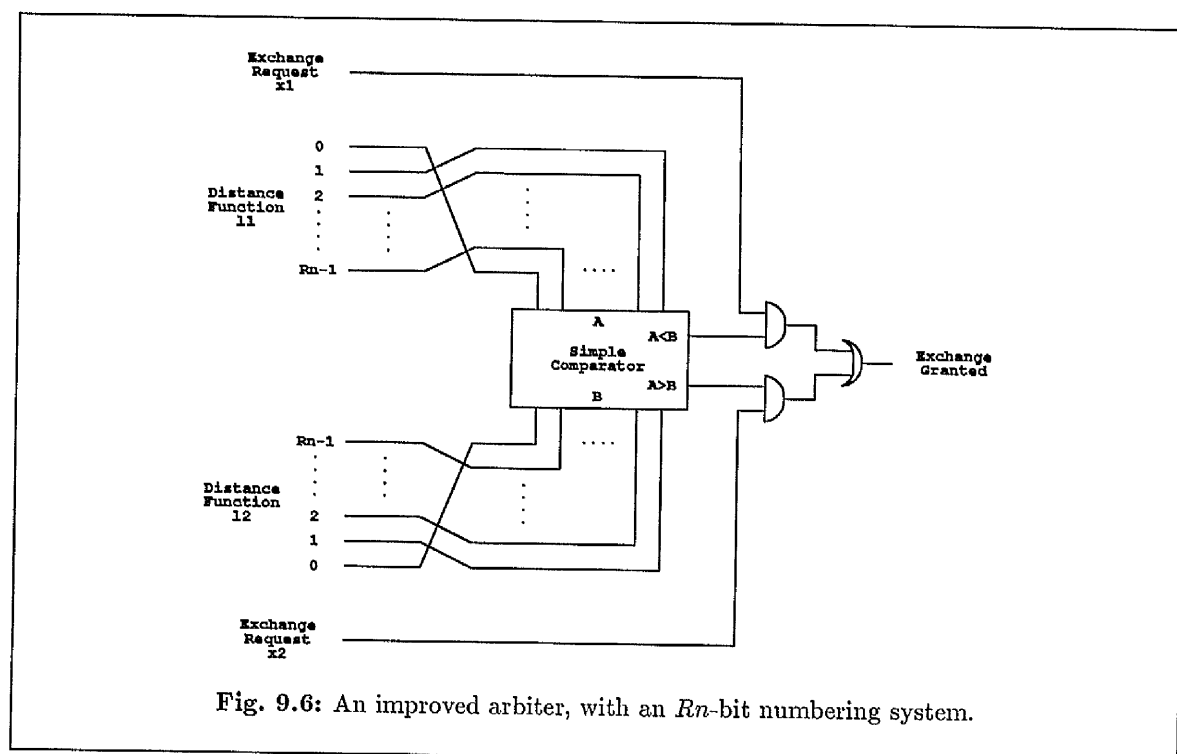 Exchange
Request
x1
0
1
2
Distance
Function
l1
Rn-1
A
A<B
Simple
Comparator
A>B
B
Exchange
Granted
Rn-1
Distance
Function
l2
2
1
0
Exchange
Request
x2
Fig. 9.6: An improved arbiter, with an Rn-bit numbering system.